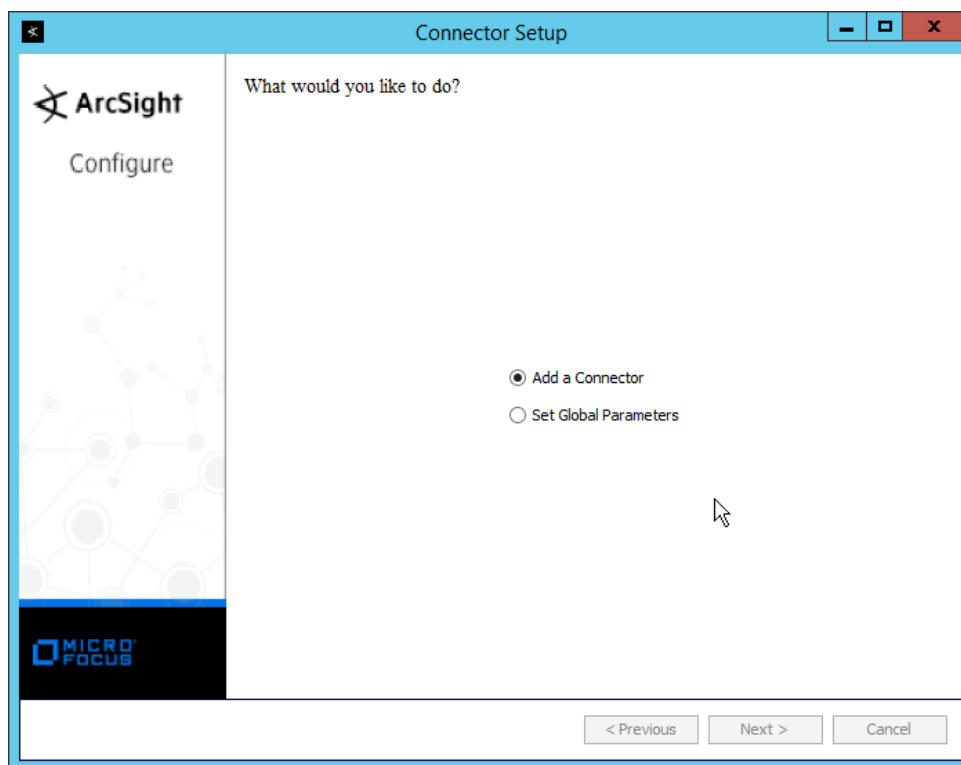 Connector Setup
ArcSight
Configure
What would you like to do?
Add a Connector
Set Global Parameters
MICRO
FOCUS
< Previous
Next >
Cancel